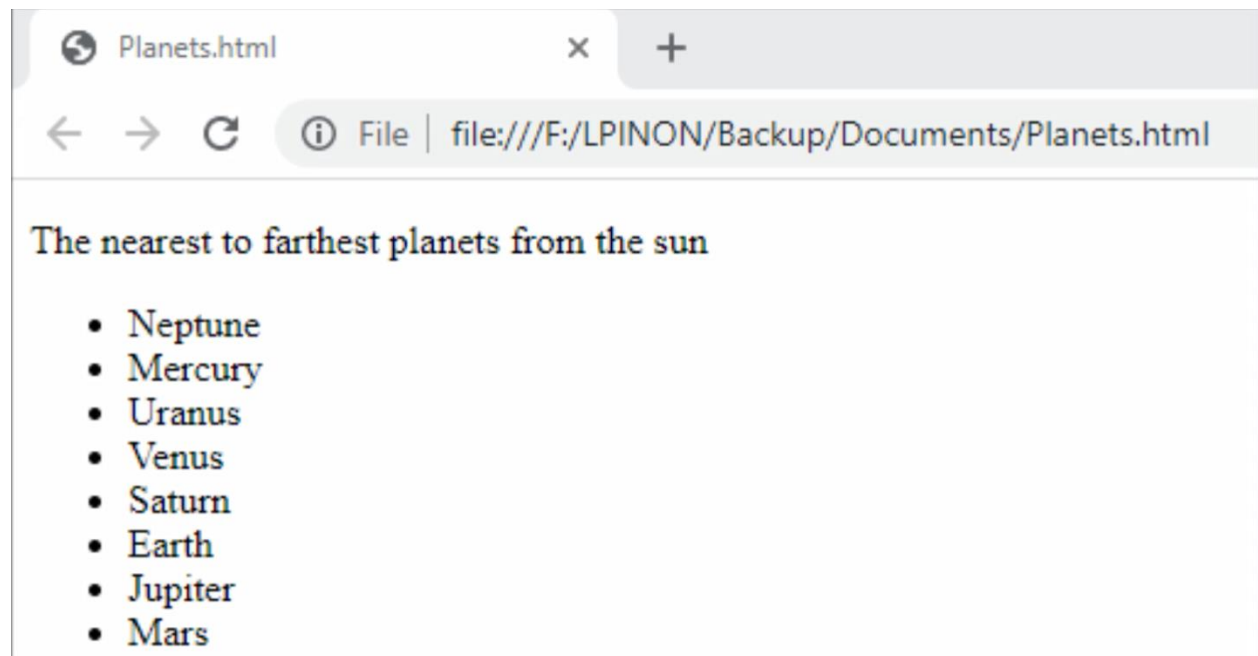 Planets.html
File file:///F:/LPINON/Backup/Documents/Planets.html
The nearest to farthest planets from the sun
• Neptune
• Mercury
• Uranus
• Venus
• Saturn
• Earth
• Jupiter
• Mars